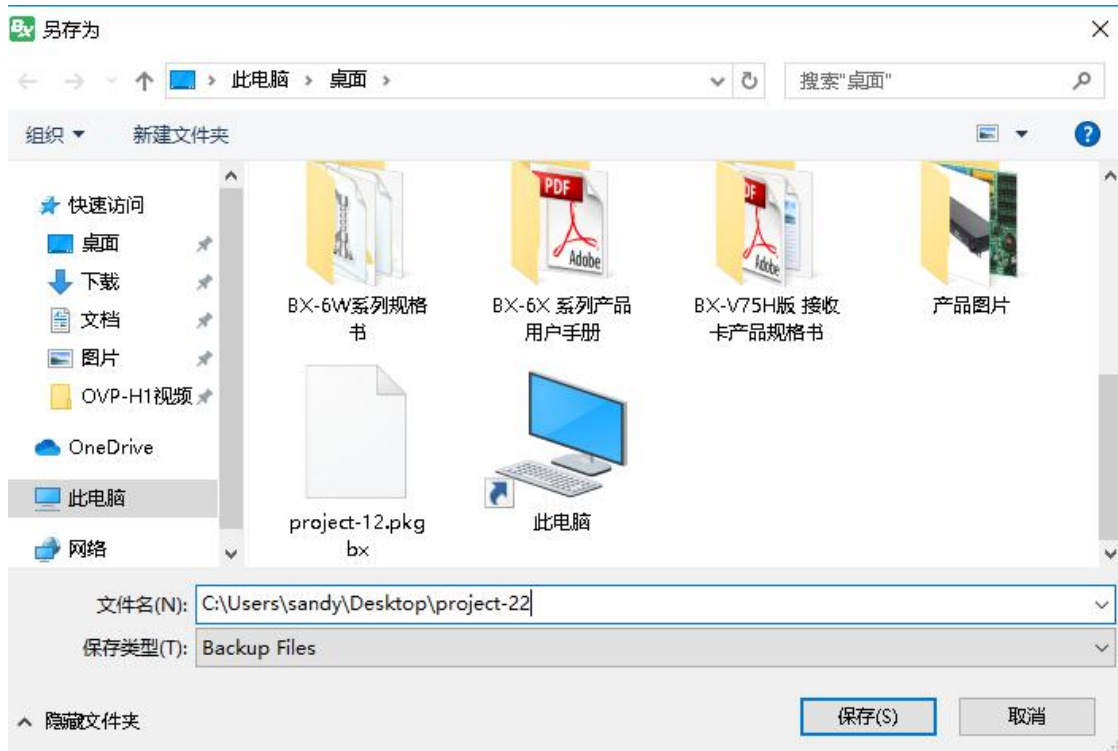 BX 另存为
此电脑 › 桌面 ›
搜索"桌面"
组织
新建文件夹
快速访问
桌面
下载
文档
图片
OVP-H1视频
OneDrive
此电脑
网络
PDF
Adobe
PDF
Adobe
BX-6W系列规格
书
BX-6X 系列产品
用户手册
BX-V75H版 接收
卡产品规格书
产品图片
project-12.pkg
bx
此电脑
文件名(N): C:\Users\sandy\Desktop\project-22
保存类型(T): Backup Files
隐藏文件夹
保存(S)
取消